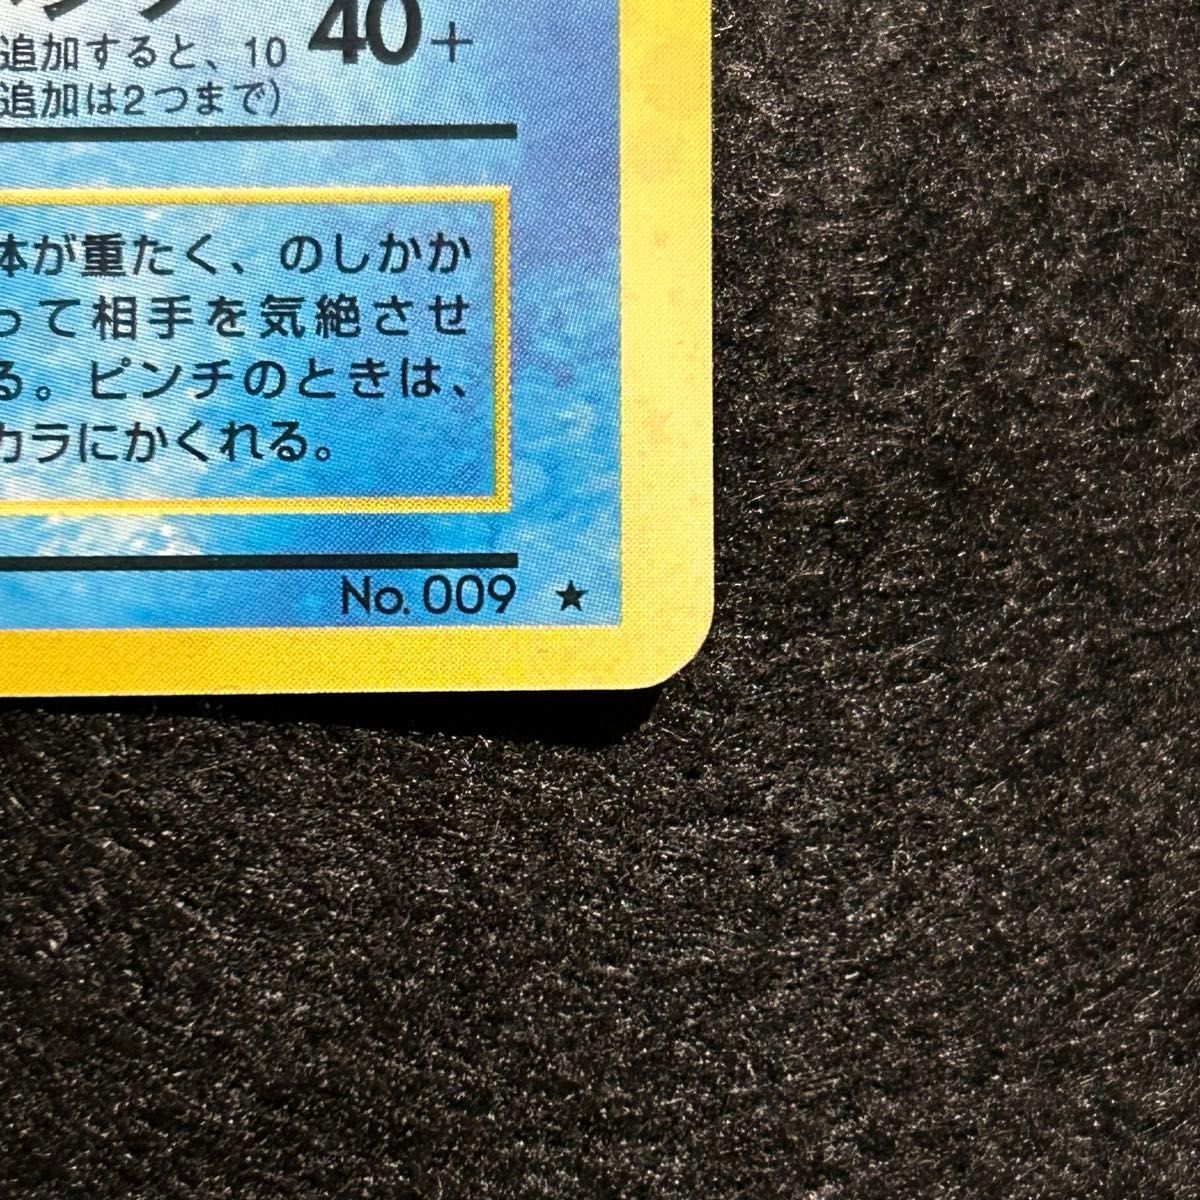 追加すると、10 40+
追加は2つまで)
体が重たく、のしかか
って相手を気絶させ
る。ピンチのときは、
カラにかくれる。
No. 009 ★